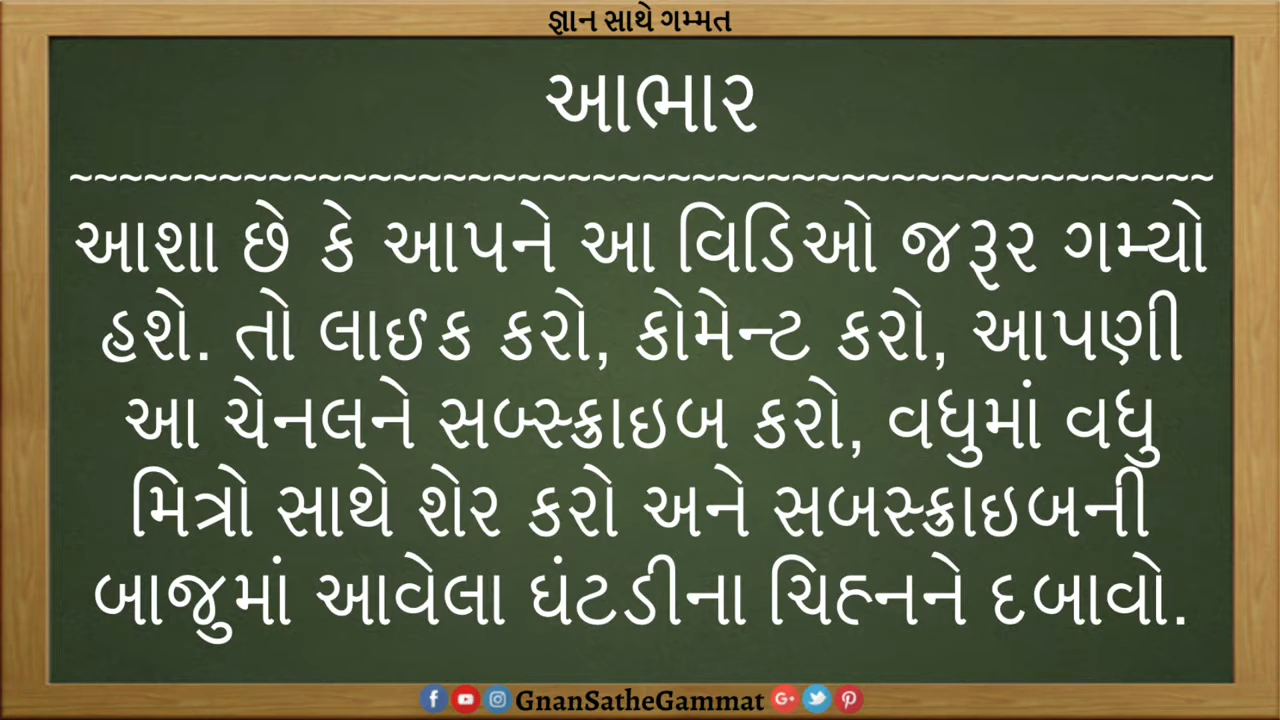 જ્ઞાન સાથે ગમ્મત
આભાર
~~~~~~~~~~~~~~~~~~~~~~~~~~~~~~~~~~~~~~~~~~~~~~
આશા છે કે આપને આ વિડિઓ જરૂર ગમ્યો
હશે. તો લાઈક કરો, કોમેન્ટ કરો, આપણી
આ ચેનલને સબ્સ્ક્રાઇબ કરો, વધુમાં વધુ
મિત્રો સાથે શેર કરો અને સબસ્ક્રાઇબની
બાજુમાં આવેલા ઘંટડીના ચિહ્નને દબાવો.
GnanSatheGammat